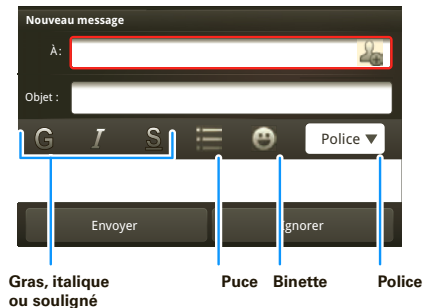 Nouveau message
À:
Objet :
G I S Police ▼
Envoyer Ignorer
Gras, italique
ou souligné
Puce Binette Police